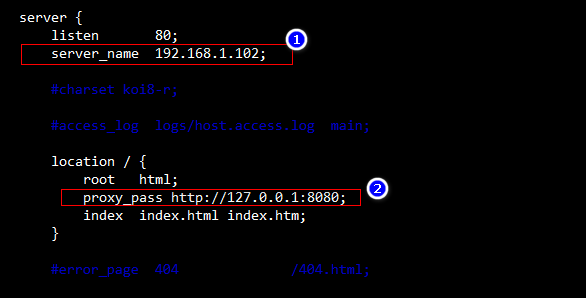 server {
listen 80;
server_name 192.168.1.102;
1
#charset koi8-r;
#access_log logs/host.access.log main;
location / {
root html;
proxy_pass http://127.0.0.1:8080;
2
index index.html index.htm;
}
#error_page 404 /404.html;